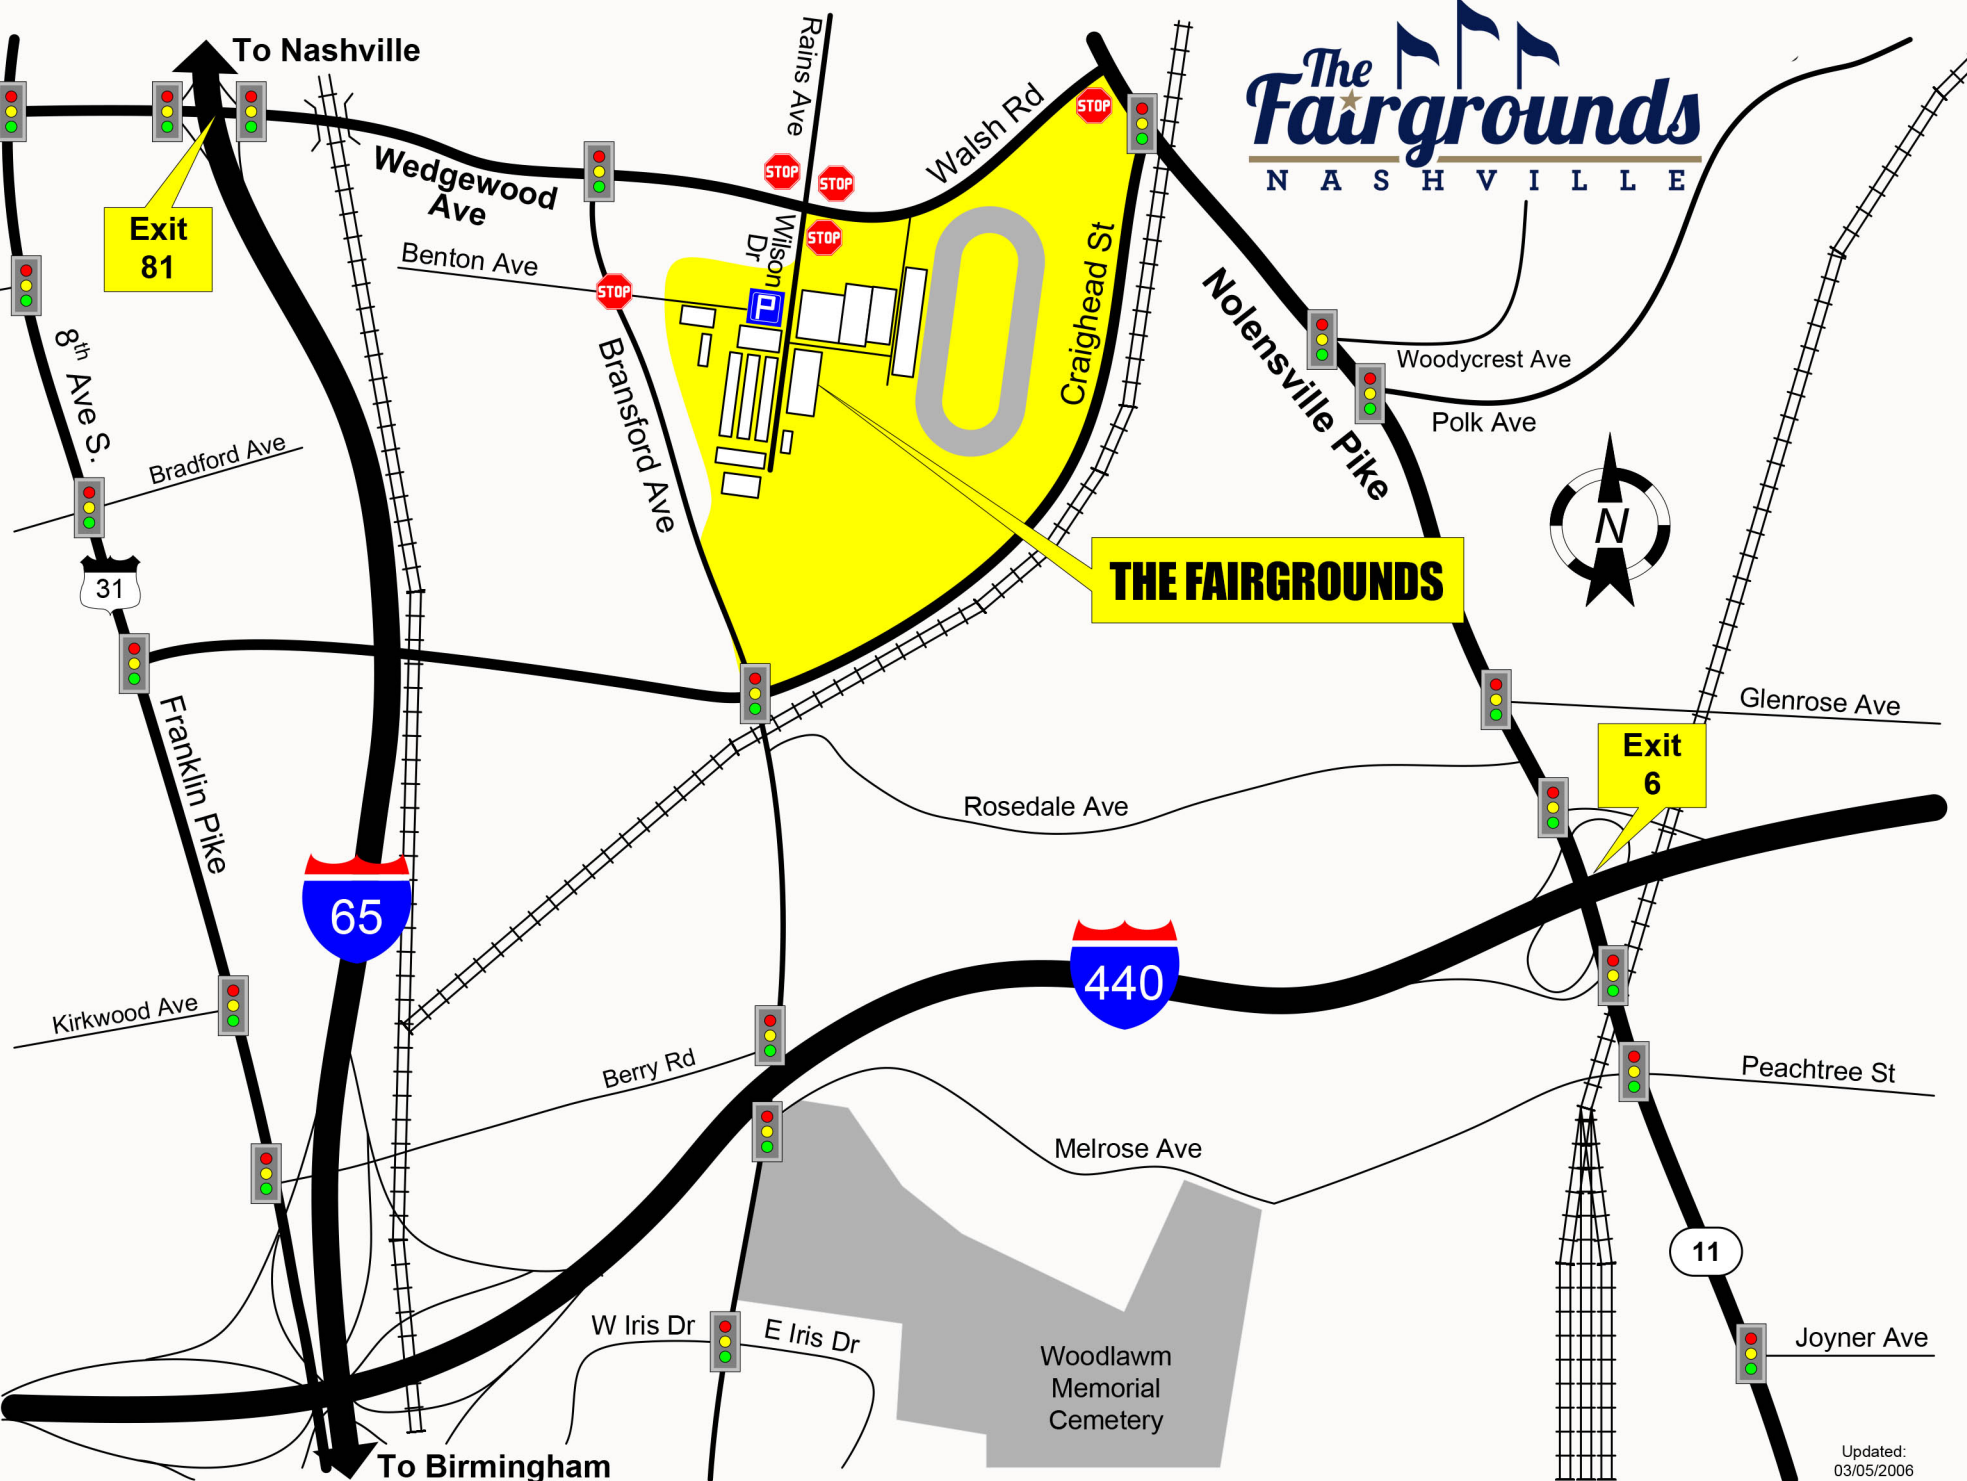 To Nashville
The
Fairgrounds
NASHVILLE
Rains Ave
Walsh Rd
STOP
STOP
STOP
STOP
STOP
Wedgewood
Ave
Wilson
Dr
Exit
81
Benton Ave
P
Craighead St
Nolensville Pike
8th Ave S.
Bransford Ave
Woodycrest Ave
Polk Ave
Bradford Ave
N
31
THE FAIRGROUNDS
Franklin Pike
Glenrose Ave
Exit
6
Rosedale Ave
65
440
Kirkwood Ave
Berry Rd
Peachtree St
Melrose Ave
11
W Iris Dr
E Iris Dr
Joyner Ave
Woodlawm
Memorial
Cemetery
To Birmingham
Updated:
03/05/2006